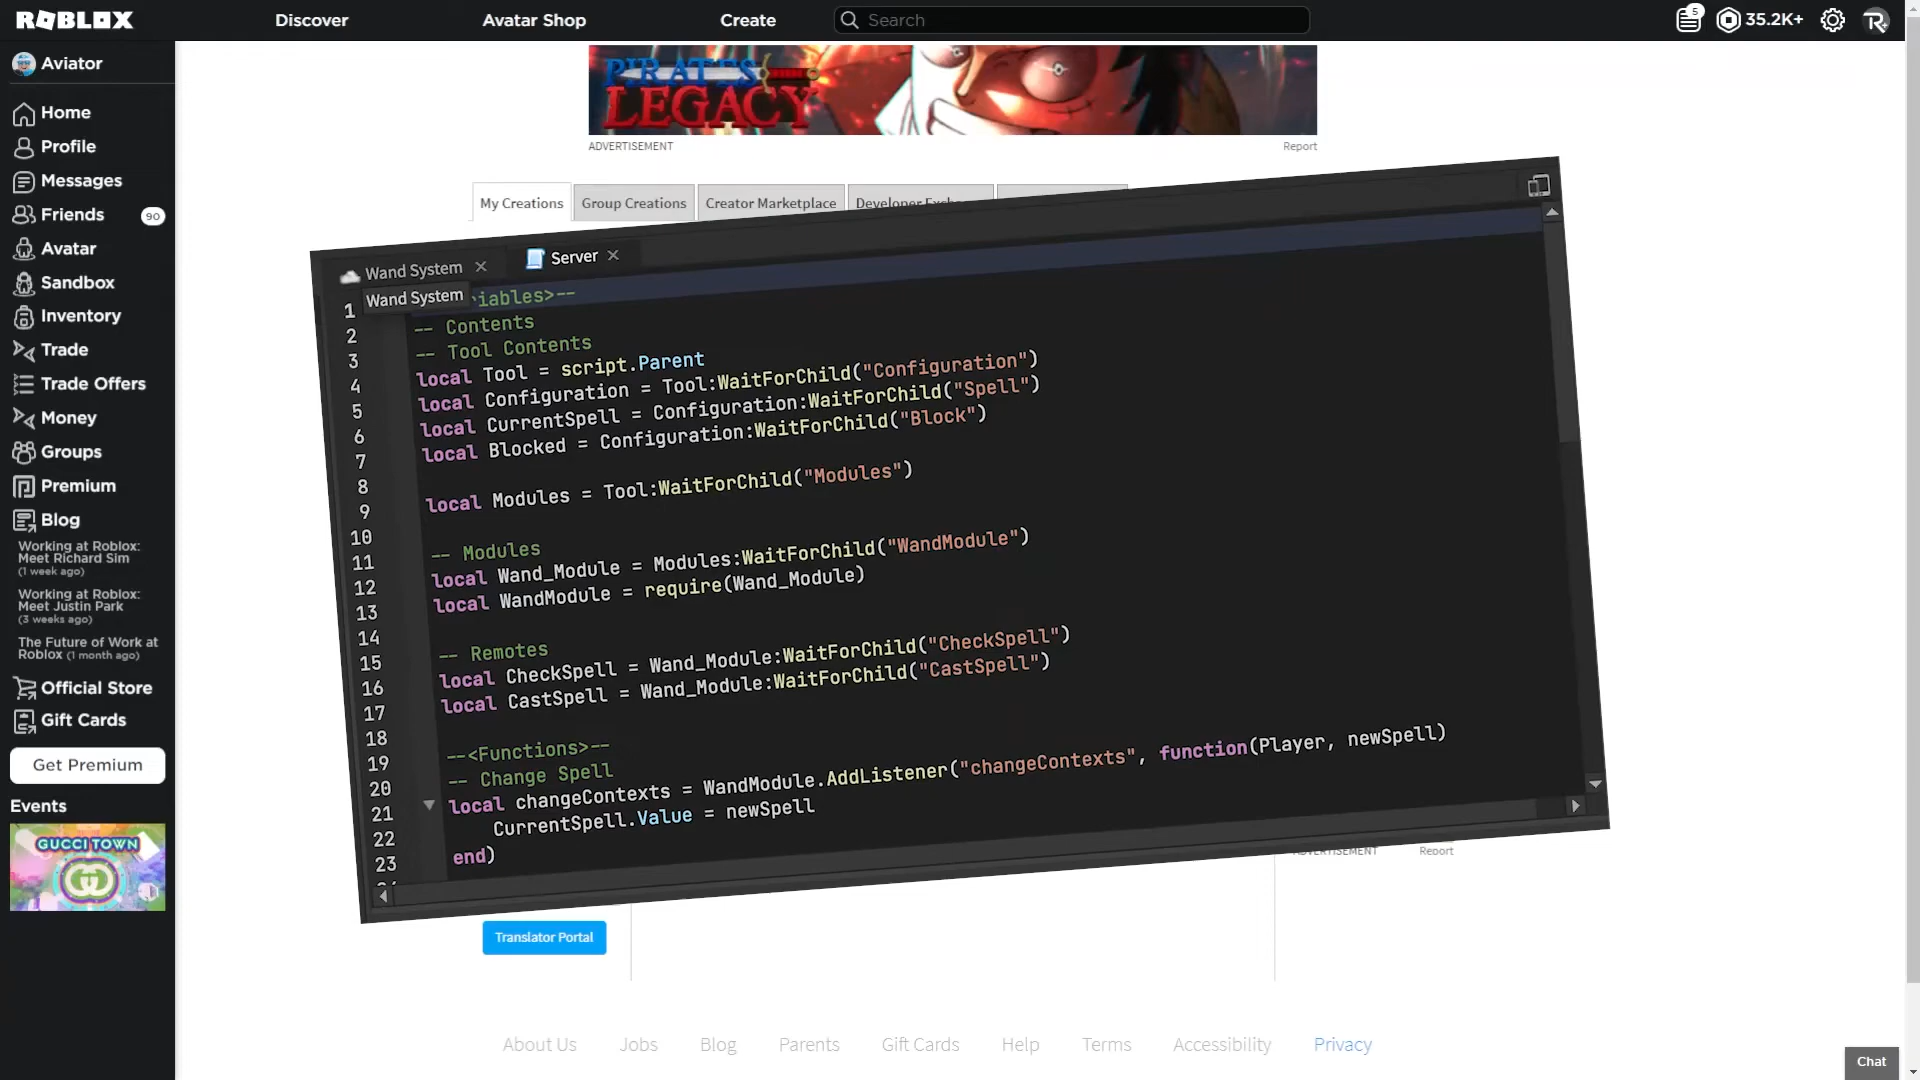 ROBLOX
Discover
Avatar Shop
Create
Search
5
35.2K+
Aviator
Home
Profile
Messages
Friends
90
Avatar
Sandbox
Inventory
Trade
Trade Offers
Money
Groups
Premium
Blog
Working at Roblox:
Meet Richard Sim
(1 week ago)
Working at Roblox:
Meet Justin Park
(3 weeks ago)
The Future of Work at
Roblox (1 month ago)
Official Store
Gift Cards
Get Premium
Events
GUCCI TOWN
PIRATES
LEGACY
ADVERTISEMENT
Report
My Creations
Group Creations
Creator Marketplace
Developer
Wand System
Server
Wand System
1 iables>--
2 -- Contents
3 -- Tool Contents
4 local Tool = script.Parent
5 local Configuration = Tool:WaitForChild("Configuration")
6 local CurrentSpell = Configuration:WaitForChild("Spell")
7 local Blocked = Configuration:WaitForChild("Block")
8
9 local Modules = Tool:WaitForChild("Modules")
10
11 -- Modules
12 local Wand_Module = Modules:WaitForChild("WandModule")
13 local WandModule = require(Wand_Module)
14
15 -- Remotes
16 local CheckSpell = Wand_Module:WaitForChild("CheckSpell")
17 local CastSpell = Wand_Module:WaitForChild("CastSpell")
18
19 --<Functions>--
20 -- Change Spell
21 local changeContexts = WandModule.AddListener("changeContexts", function(Player, newSpell)
22 CurrentSpell.Value = newSpell
23 end)
ADVERTISEMENT
Report
Translator Portal
About Us
Jobs
Blog
Parents
Gift Cards
Help
Terms
Accessibility
Privacy
Chat